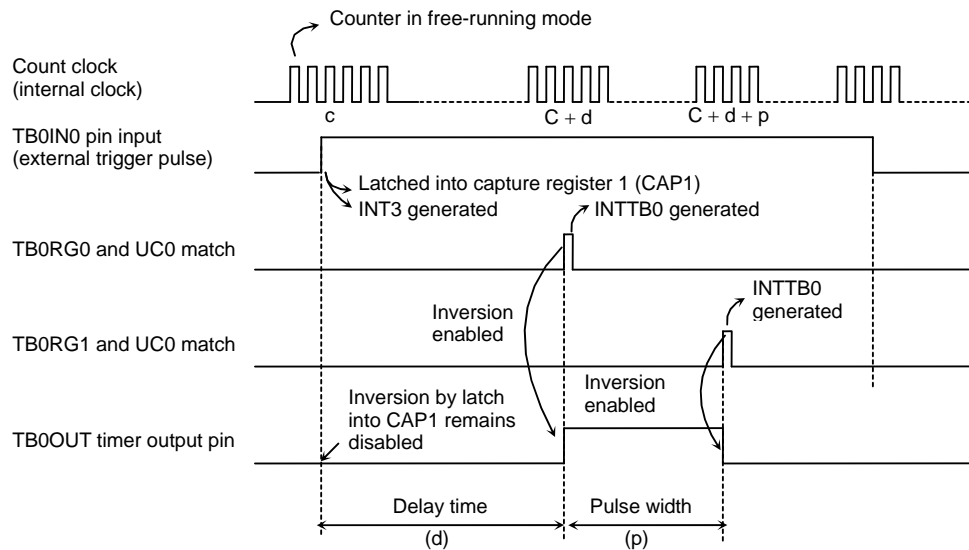 Counter in free-running mode
Count clock
(internal clock)
c
C + d
C + d + p
TB0IN0 pin input
(external trigger pulse)
Latched into capture register 1 (CAP1)
INT3 generated
INTTB0 generated
TB0RG0 and UC0 match
Inversion
enabled
INTTB0
generated
TB0RG1 and UC0 match
Inversion
enabled
Inversion by latch
into CAP1 remains
disabled
TB0OUT timer output pin
Delay time
(d)
Pulse width
(p)